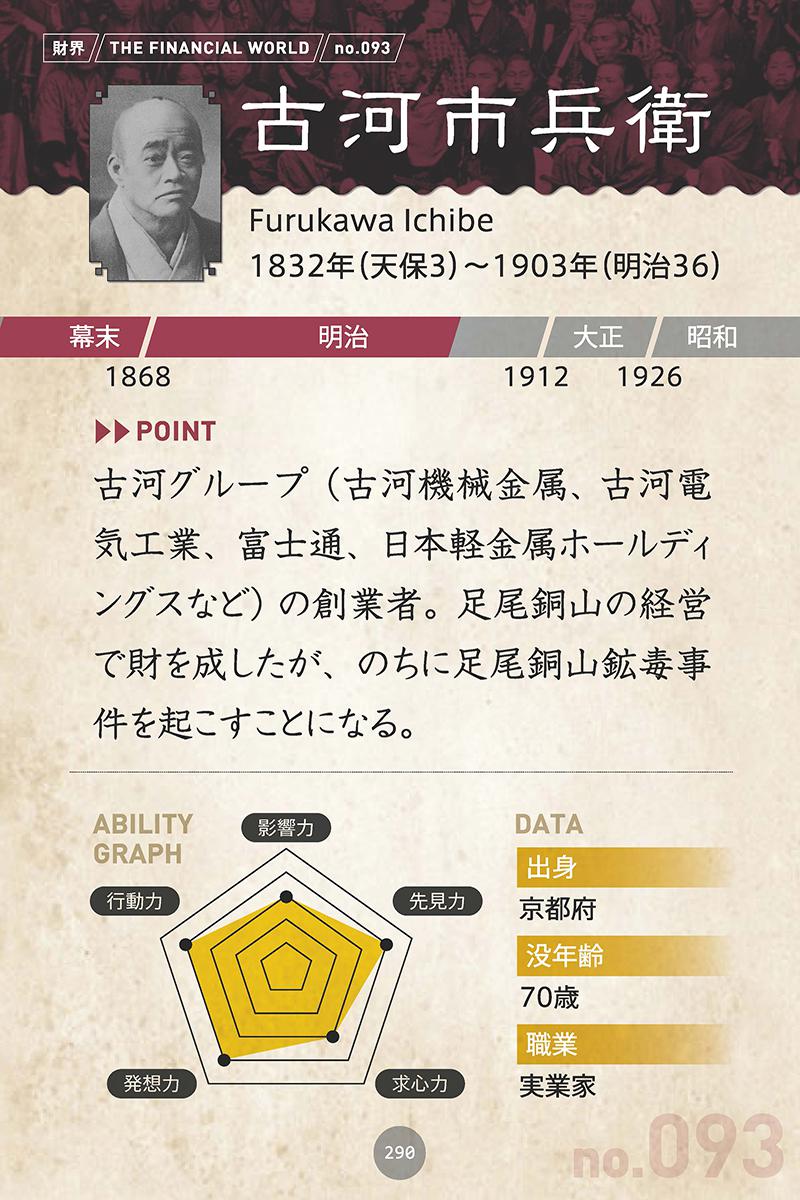 財界 THE FINANCIAL WORLD no.093
古河市兵衛
Furukawa Ichibe
1832年(天保3)～1903年(明治36)
幕末 明治 大正 昭和
1868 1912 1926
POINT
古河グループ（古河機械金属、古河電
気工業、富士通、日本軽金属ホールディ
ングスなど）の創業者。足尾銅山の経営
で財を成したが、のちに足尾銅山鉱毒事
件を起こすことになる。
ABILITY
GRAPH
影響力
行動力
先見力
発想力
求心力
DATA
出身
京都府
没年齢
70歳
職業
実業家
290
no.093